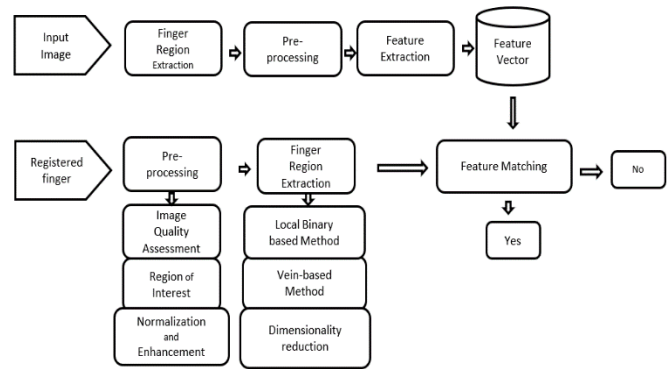 Input
Image
Finger
Region
Extraction
Pre-
processing
Feature
Extraction
Feature
Vector
Registered
finger
Pre-
processing
Finger
Region
Extraction
Feature Matching
No
Yes
Image
Quality
Assessment
Region of
Interest
Normalization
and
Enhancement
Local Binary
based Method
Vein-based
Method
Dimensionality
reduction